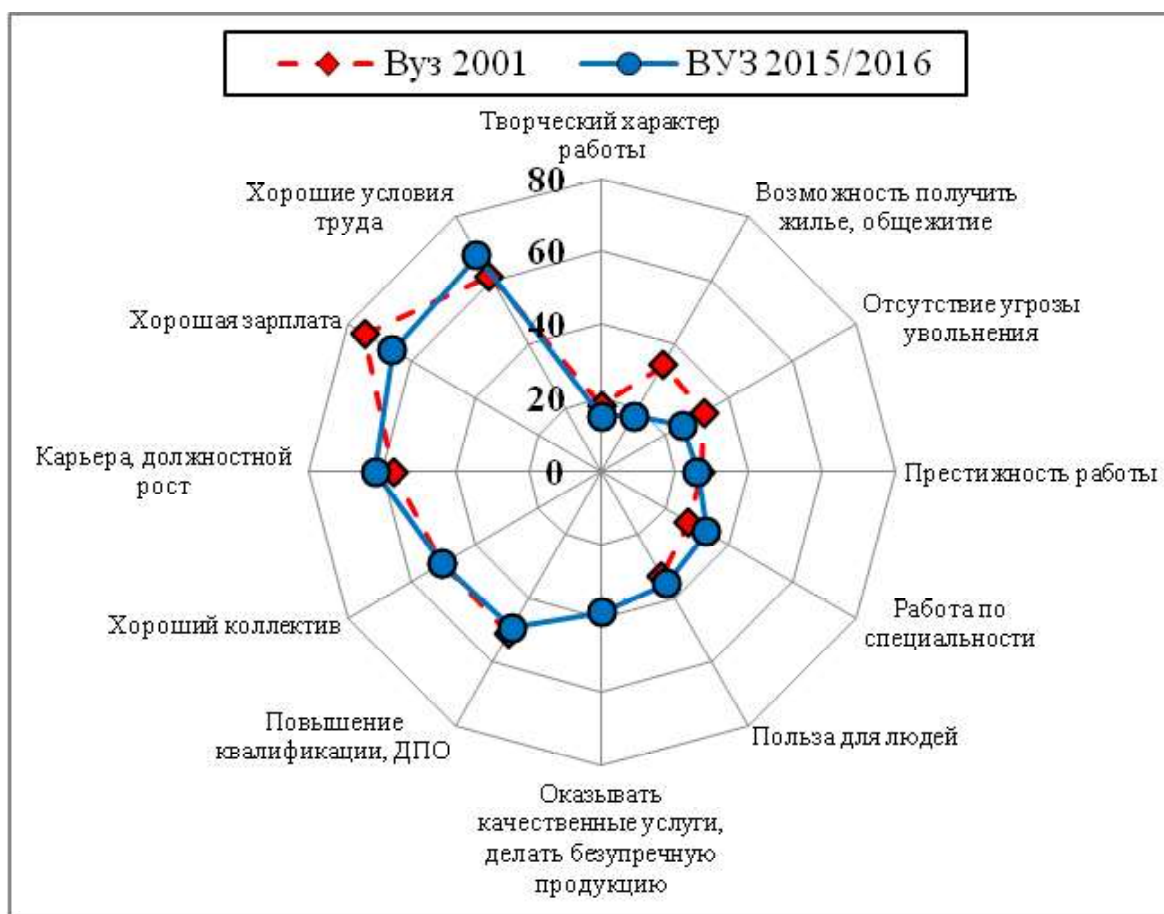 Вуз 2001
ВУЗ 2015/2016
Творческий характер
работы
Возможность получить
жилье, общежитие
Отсутствие угрозы
увольнения
Престижность работы
Работа по
специальности
Польза для людей
Оказывать
качественные услуги,
делать безупречную
продукцию
Повышение
квалификации, ДПО
Хороший коллектив
Карьера, должностной
рост
Хорошая зарплата
Хорошие условия
труда
80
60
40
20
0